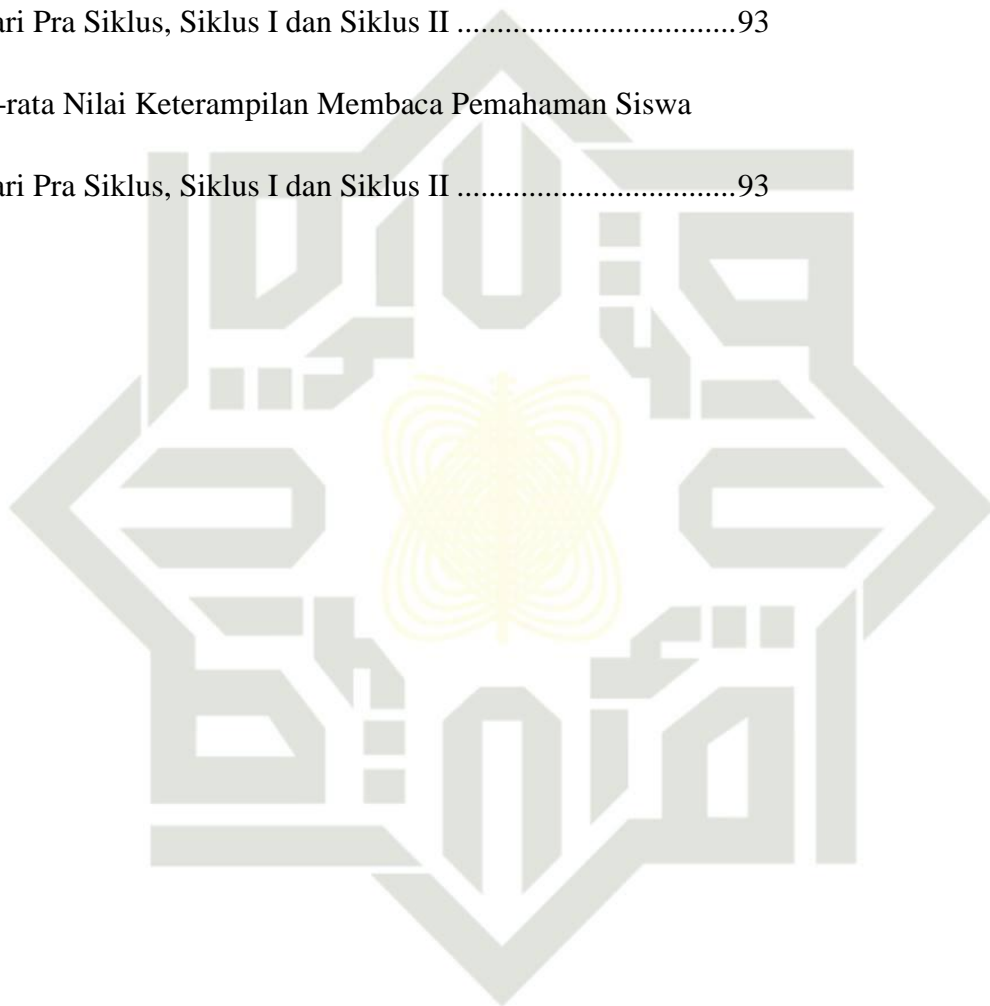 ari Pra Siklus, Siklus I dan Siklus II ...................................93
-rata Nilai Keterampilan Membaca Pemahaman Siswa
ari Pra Siklus, Siklus I dan Siklus II ...................................93